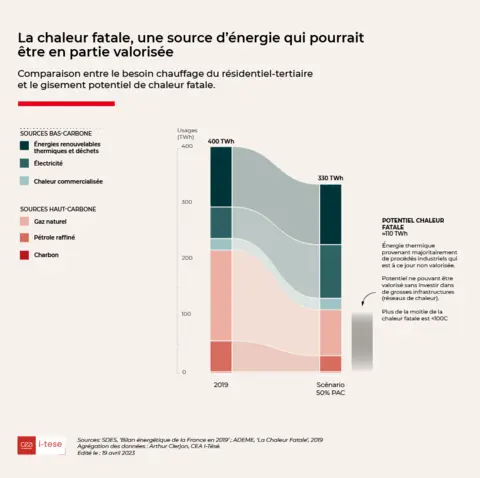 La chaleur fatale, une source d'énergie qui pourrait
être en partie valorisée
Comparaison entre le besoin chauffage du résidentiel-tertiaire
et le gisement potentiel de chaleur fatale.
SOURCES BAS-CARBONE
Énergies renouvelables
thermiques et déchets
Électricité
Chaleur commercialisée
SOURCES HAUT-CARBONE
Gaz naturel
Pétrole raffiné
Charbon
Usages
(TWh)
400
300
200
100
0
400 TWh
330 TWh
2019
Scénario
50% PAC
POTENTIEL CHALEUR
FATALE
≈110 TWh
Énergie thermique
provenant majoritairement
de procédés industriels qui
est à ce jour non valorisée.
Potentiel ne pouvant être
valorisé sans investir dans
de grosses infrastructures
(réseaux de chaleur).
Plus de la moitie de la
chaleur fatale est <100C
cea i-tese
Sources: SDES, 'Bilan énergétique de la France en 2019' ; ADEME, 'La Chaleur Fatale', 2019
Agrégation des données : Arthur Clerjon, CEA I-Tésé.
Edité le : 19 avril 2023